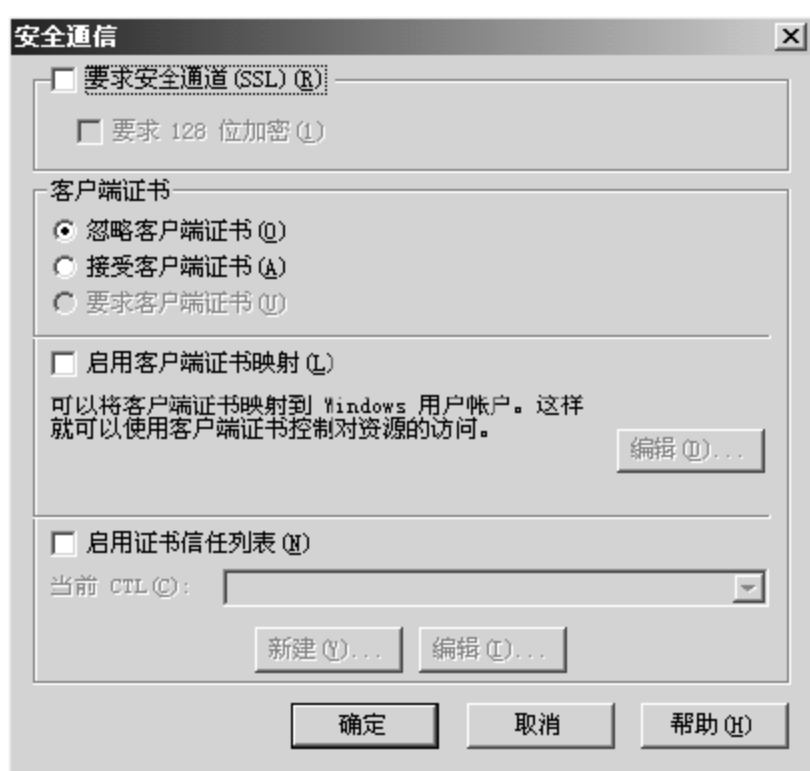 安全通信
要求安全通道(SSL)(R)
要求 128 位加密(1)
客户端证书
忽略客户端证书(O)
接受客户端证书(A)
要求客户端证书(U)
启用客户端证书映射(L)
可以将客户端证书映射到 Windows 用户帐户。这样
就可以使用客户端证书控制对资源的访问。
编辑(D)...
启用证书信任列表(N)
当前 CTL(C):
新建(Y)... 编辑(I)...
确定 取消 帮助(H)